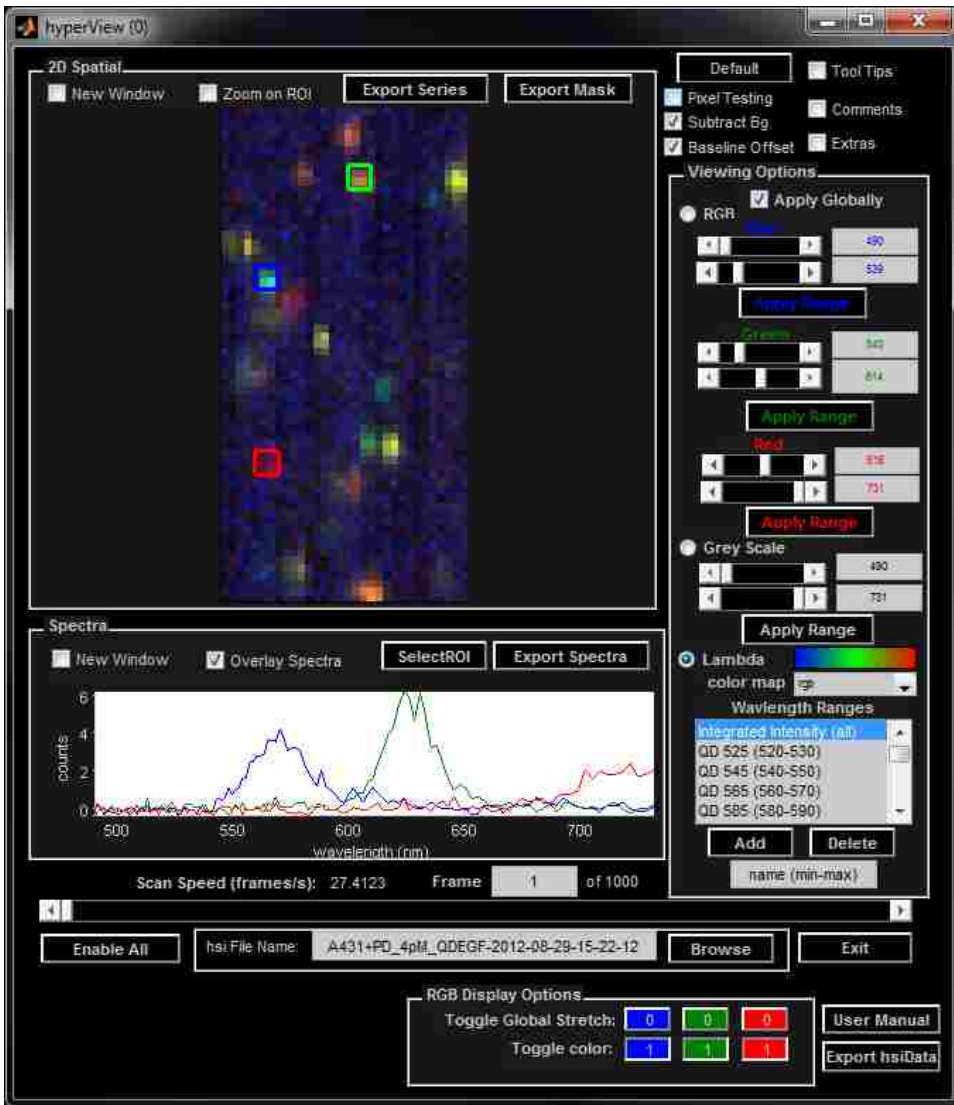 hyperView (0)
2D Spatial
New Window
Zoom on ROI
Export Series
Export Mask
Default
Tool Tips
Pixel Testing
Comments
Subtract Bg
Baseline Offset
Extras
Viewing Options
Apply Globally
RGB
490
539
Apply Range
Green
614
Apply Range
Red
731
Apply Range
Grey Scale
490
731
Apply Range
Lambda
color map
Wavlength Ranges
Integrated Intensity (all)
QD 525 (520-530)
QD 545 (540-550)
QD 565 (560-570)
QD 585 (580-590)
Add
Delete
name (min-max)
Spectra
New Window
Overlay Spectra
SelectROI
Export Spectra
6
4
2
0
counts
500
550
600
650
700
wavelength (nm)
Scan Speed (frames/s): 27.4123
Frame 1 of 1000
Enable All
hsi File Name: A431+PD_4pM_QDEGF-2012-08-29-15-22-12
Browse
Exit
RGB Display Options
Toggle Global Stretch: 0 0 0
Toggle color: 1 1 1
User Manual
Export hsiData